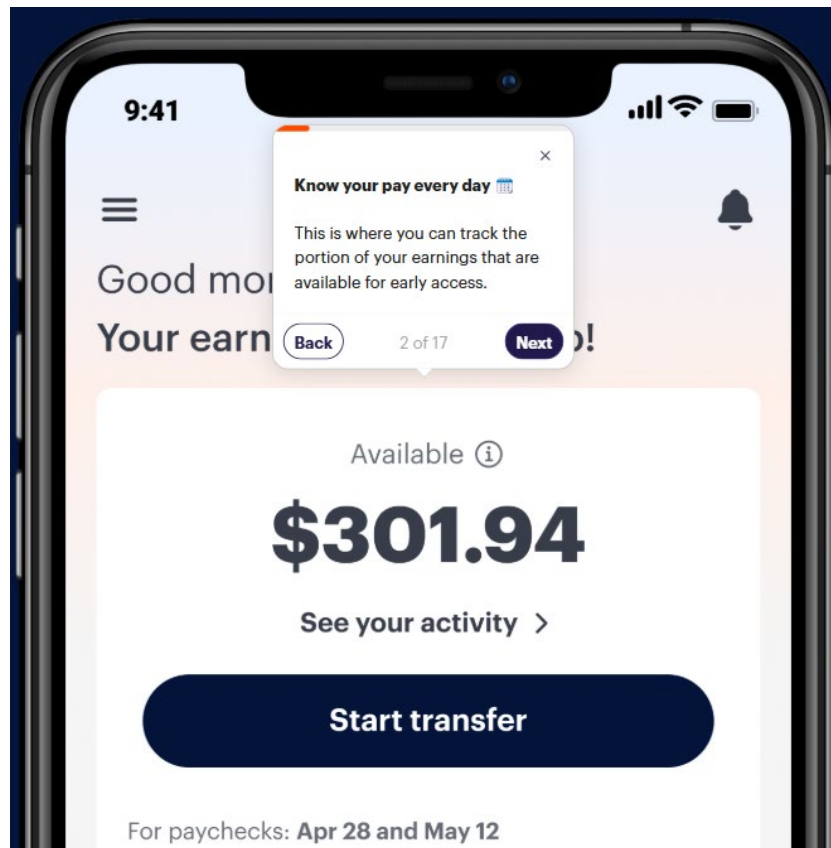 9:41
Know your pay every day
This is where you can track the
portion of your earnings that are
available for early access.
Good mor
Your earn
Back
2 of 17
Next
o!
Available
$301.94
See your activity
Start transfer
For paychecks: Apr 28 and May 12